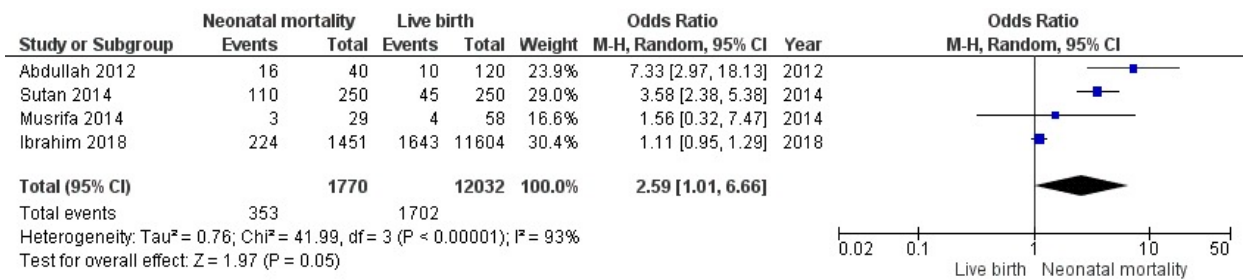 Neonatal mortality Live birth Odds Ratio Odds Ratio
Study or Subgroup Events Total Events Total Weight M-H, Random, 95% CI Year M-H, Random, 95% CI
Abdullah 2012 16 40 10 120 23.9% 7.33 [2.97, 18.13] 2012
Sutan 2014 110 250 45 250 29.0% 3.58 [2.38, 5.38] 2014
Musrifa 2014 3 29 4 58 16.6% 1.56 [0.32, 7.47] 2014
Ibrahim 2018 224 1451 1643 11604 30.4% 1.11 [0.95, 1.29] 2018
Total (95% CI) 1770 12032 100.0% 2.59 [1.01, 6.66]
Total events 353 1702
Heterogeneity: Tau² = 0.76; Chi² = 41.99, df = 3 (P < 0.00001); I² = 93%
0.02 0.1 1 10 50
Test for overall effect: Z = 1.97 (P = 0.05)
Live birth Neonatal mortality